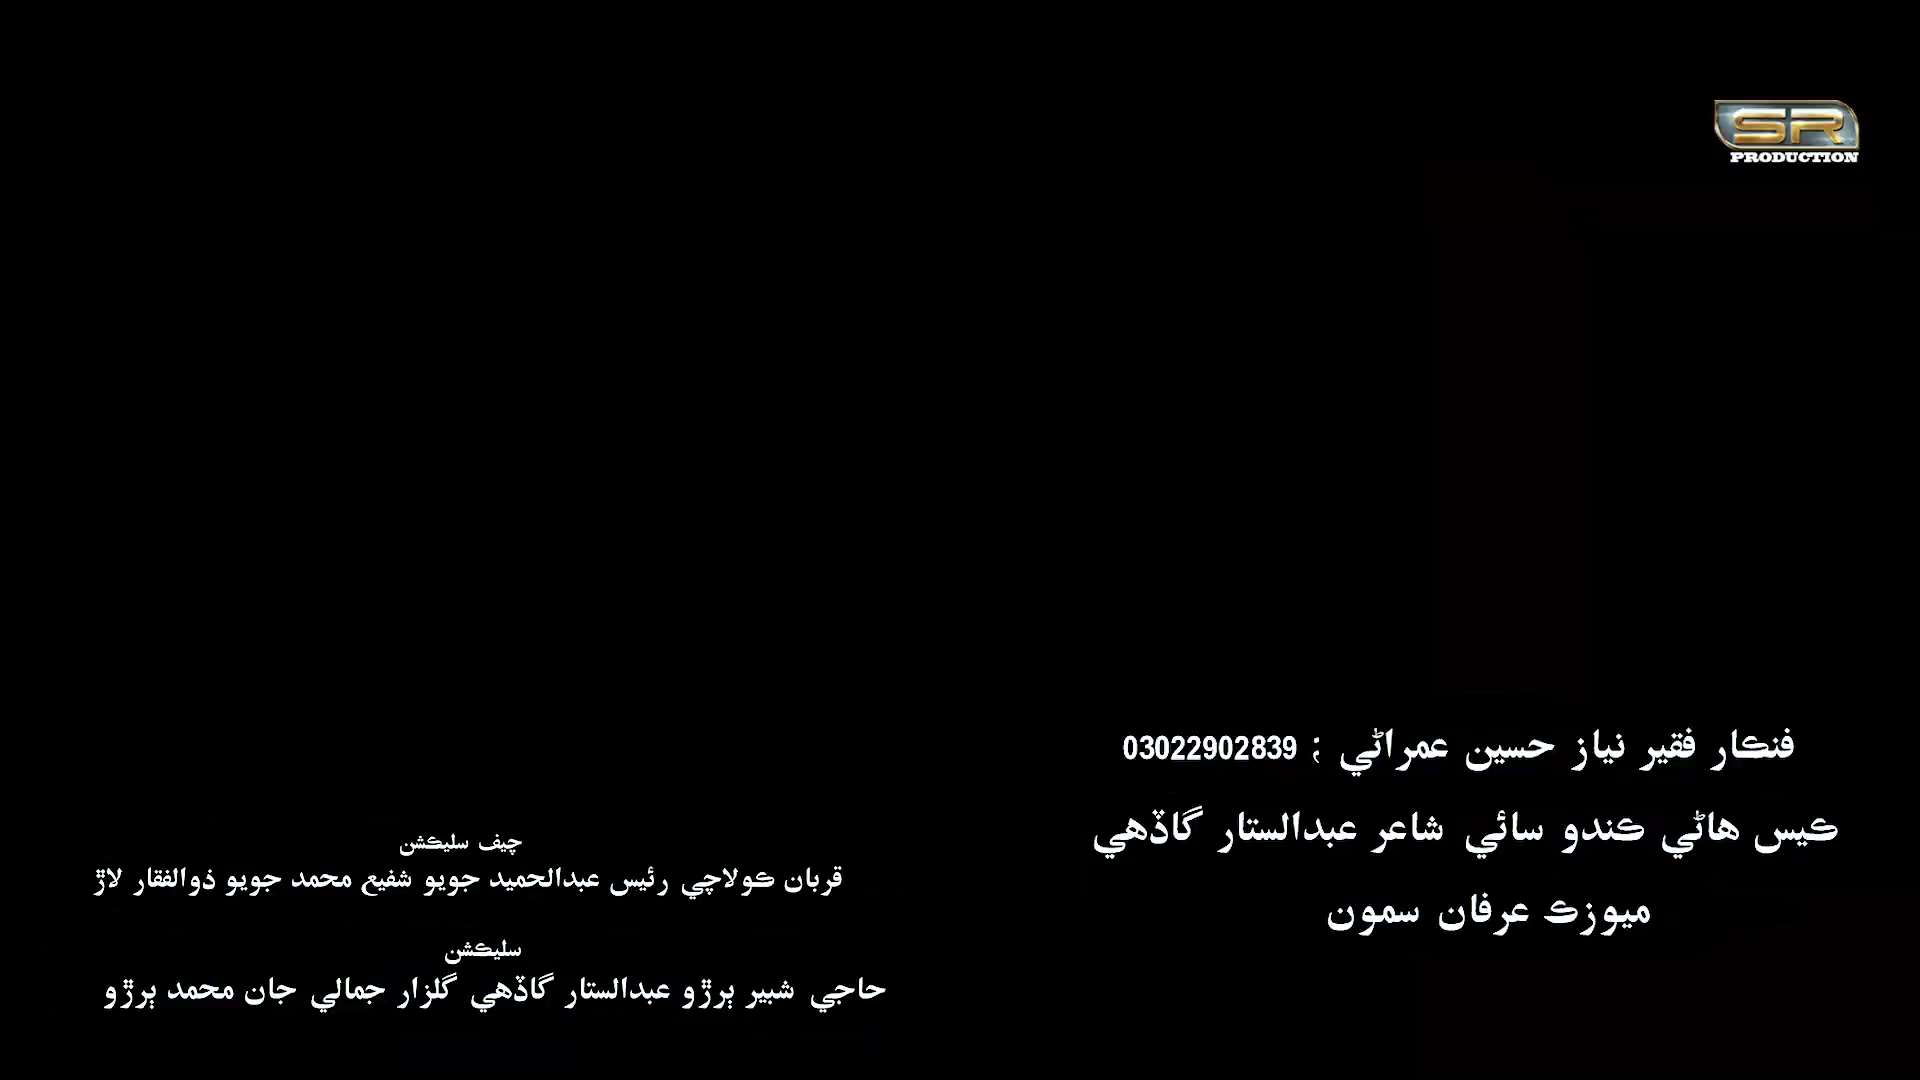 SR
PRODUCTION
فنڪار فقير نياز حسين عمراڻي ; 03022902839
ڪيس هاڻي ڪندو سائي شاعر عبدالستار گاڏهي
ميوزڪ عرفان سمون
چيف سليڪشن
قربان ڪولاچي رئيس عبدالحميد جويو شفيع محمد جويو ذوالفقار لاڙ
سليڪشن
حاجي شبير ٻرڙو عبدالستار گاڏهي گلزار جمالي جان محمد ٻرڙو